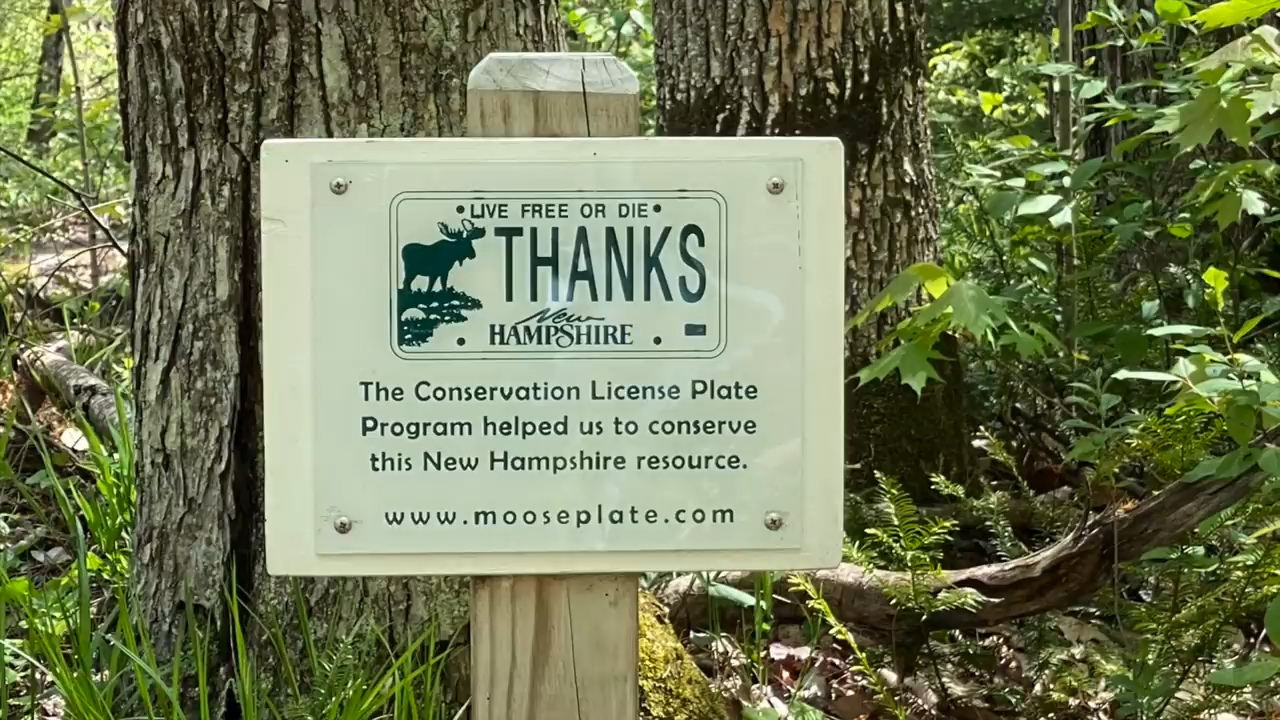 •LIVE FREE OR DIE•
THANKS
New
HAMPSHIRE
The Conservation License Plate
Program helped us to conserve
this New Hampshire resource.
www.mooseplate.com